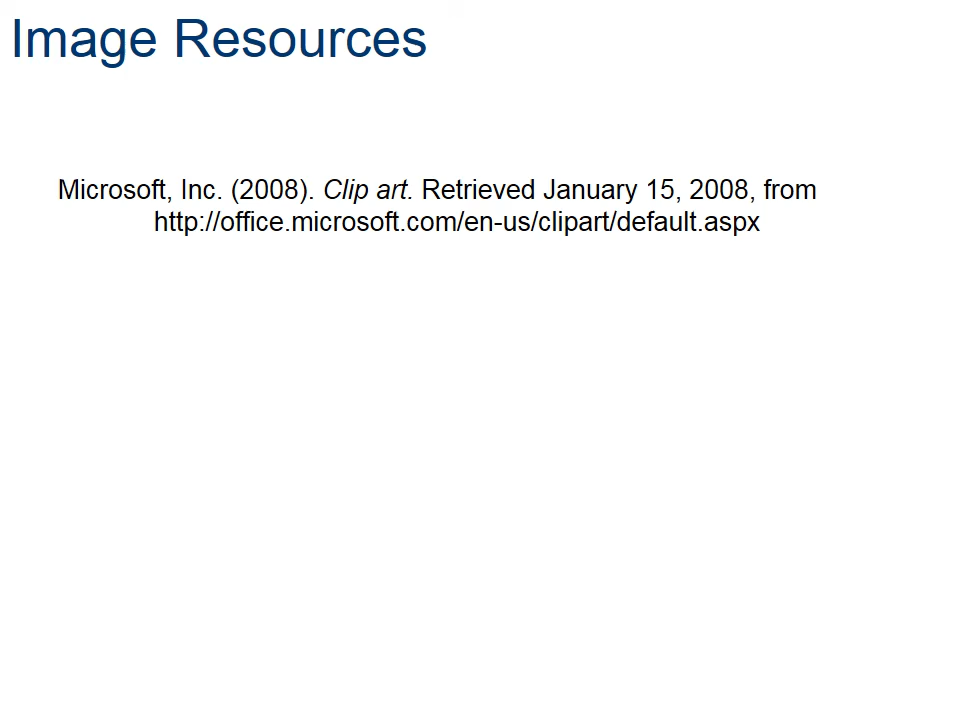 Image Resources
Microsoft, Inc. (2008). Clip art. Retrieved January 15, 2008, from
http://office.microsoft.com/en-us/clipart/default.aspx